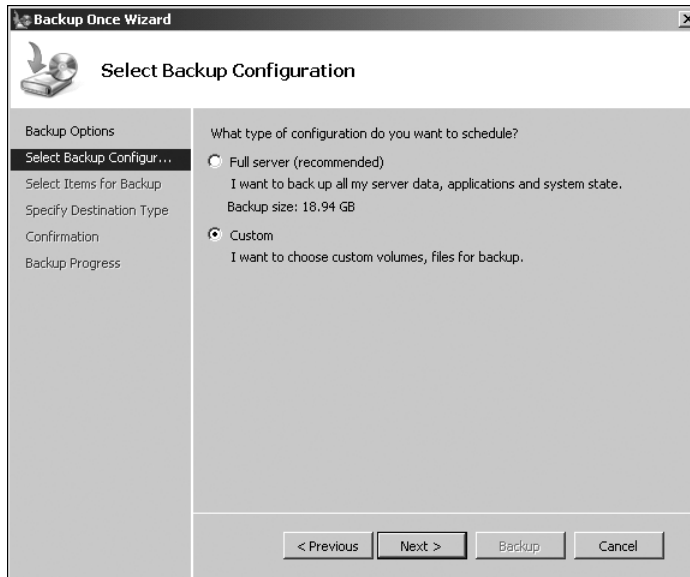 Backup Once Wizard
Select Backup Configuration
Backup Options
Select Backup Configur...
Select Items for Backup
Specify Destination Type
Confirmation
Backup Progress
What type of configuration do you want to schedule?
Full server (recommended)
I want to back up all my server data, applications and system state.
Backup size: 18.94 GB
Custom
I want to choose custom volumes, files for backup.
< Previous
Next >
Backup
Cancel